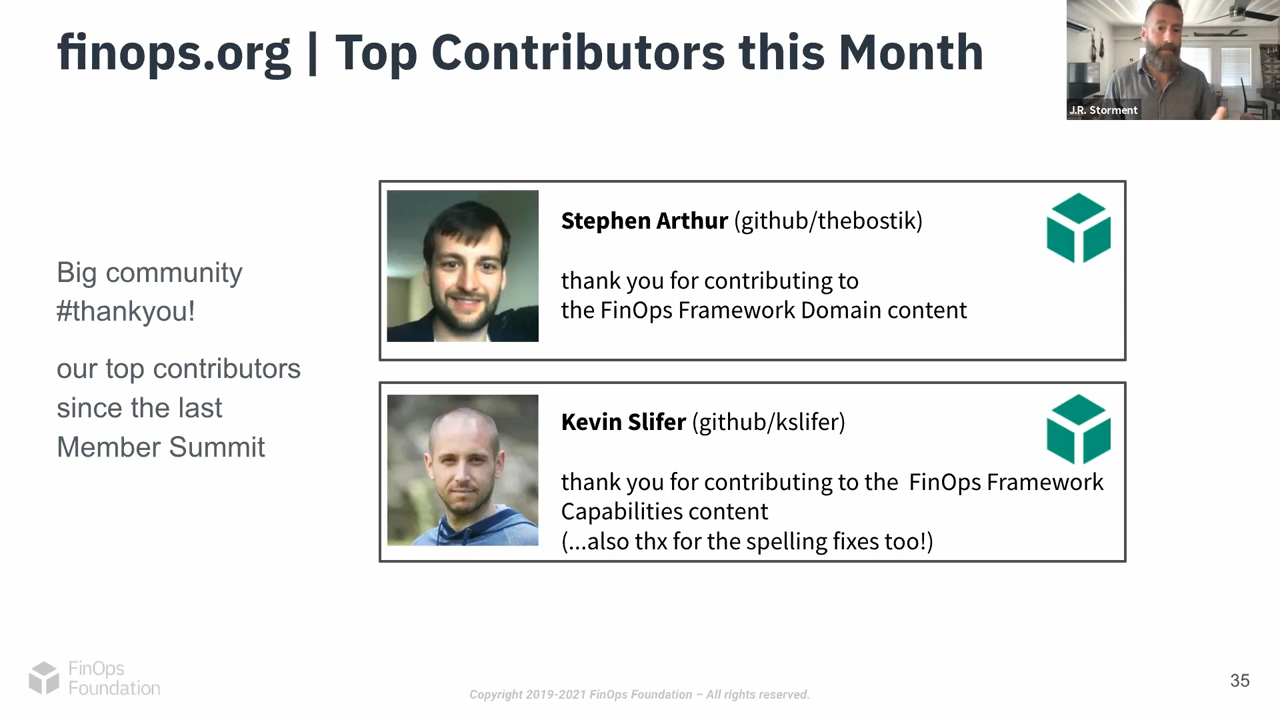 finops.org | Top Contributors this Month
J.R. Storment
Big community
#thankyou!
our top contributors
since the last
Member Summit
Stephen Arthur (github/thebostik)
thank you for contributing to
the FinOps Framework Domain content
Kevin Slifer (github/kslifer)
thank you for contributing to the FinOps Framework
Capabilities content
(...also thx for the spelling fixes too!)
FinOps
Foundation
Copyright 2019-2021 FinOps Foundation – All rights reserved.
35